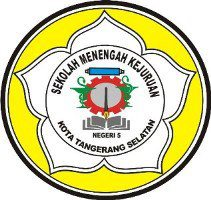 SEKOLAH MENENGAH KEJURUAN
NEGERI 5
KOTA TANGERANG SELATAN